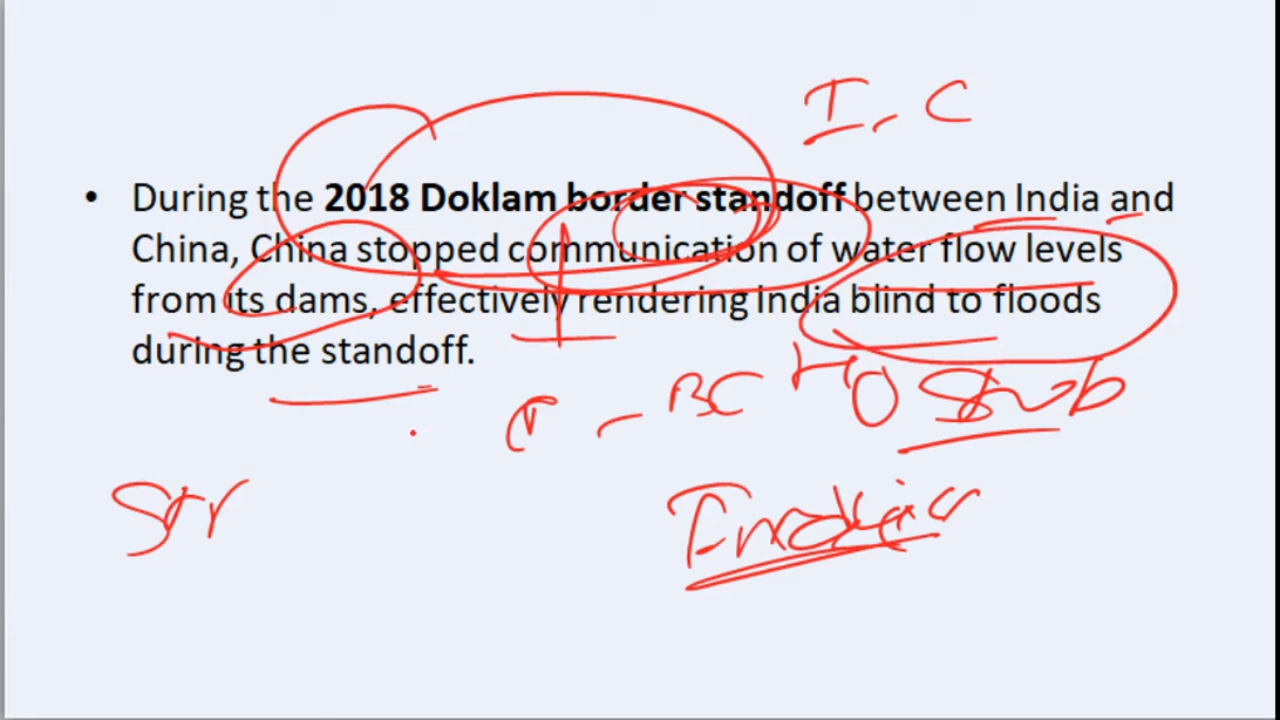 I, C
• During the 2018 Doklam border standoff between India and
China, China stopped communication of water flow levels
from its dams, effectively rendering India blind to floods
during the standoff.
BC
Str
India